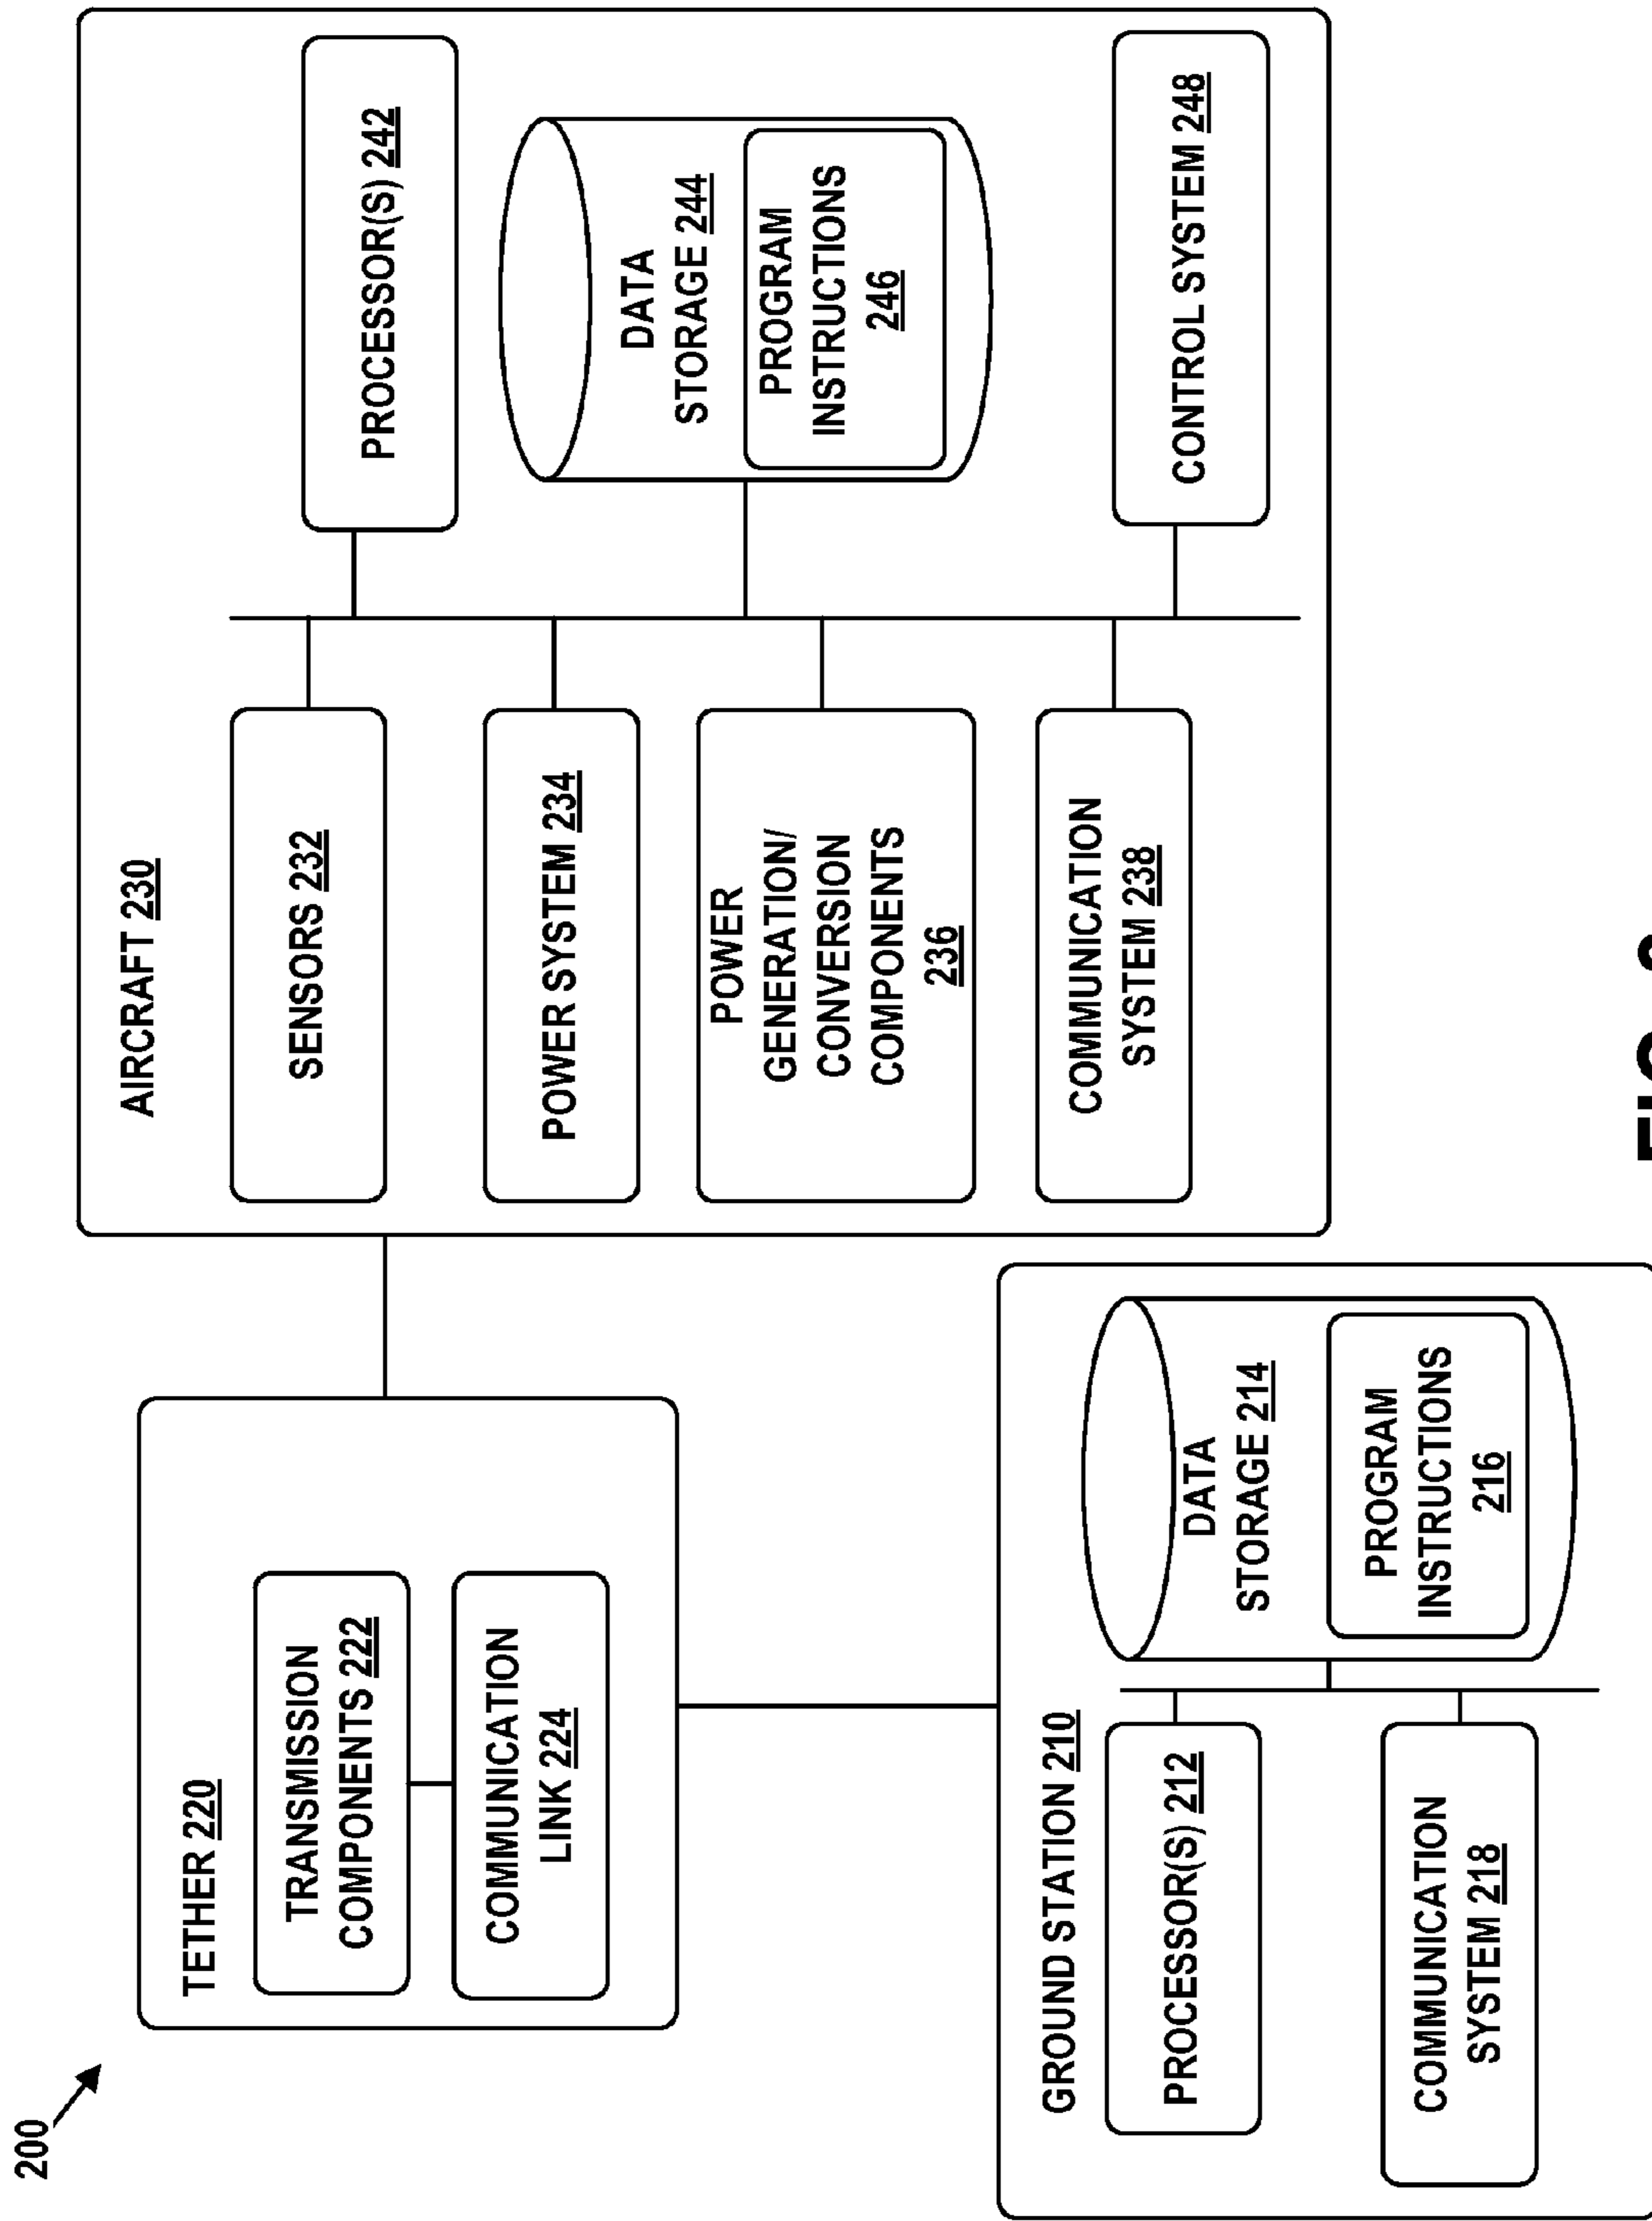 200
TETHER 220
TRANSMISSION
COMPONENTS 222
COMMUNICATION
LINK 224
AIRCRAFT 230
SENSORS 232
POWER SYSTEM 234
POWER
GENERATION/
CONVERSION
COMPONENTS
236
COMMUNICATION
SYSTEM 238
PROCESSOR(S) 242
DATA
STORAGE 244
PROGRAM
INSTRUCTIONS
246
CONTROL SYSTEM 248
GROUND STATION 210
PROCESSOR(S) 212
COMMUNICATION
SYSTEM 218
DATA
STORAGE 214
PROGRAM
INSTRUCTIONS
216